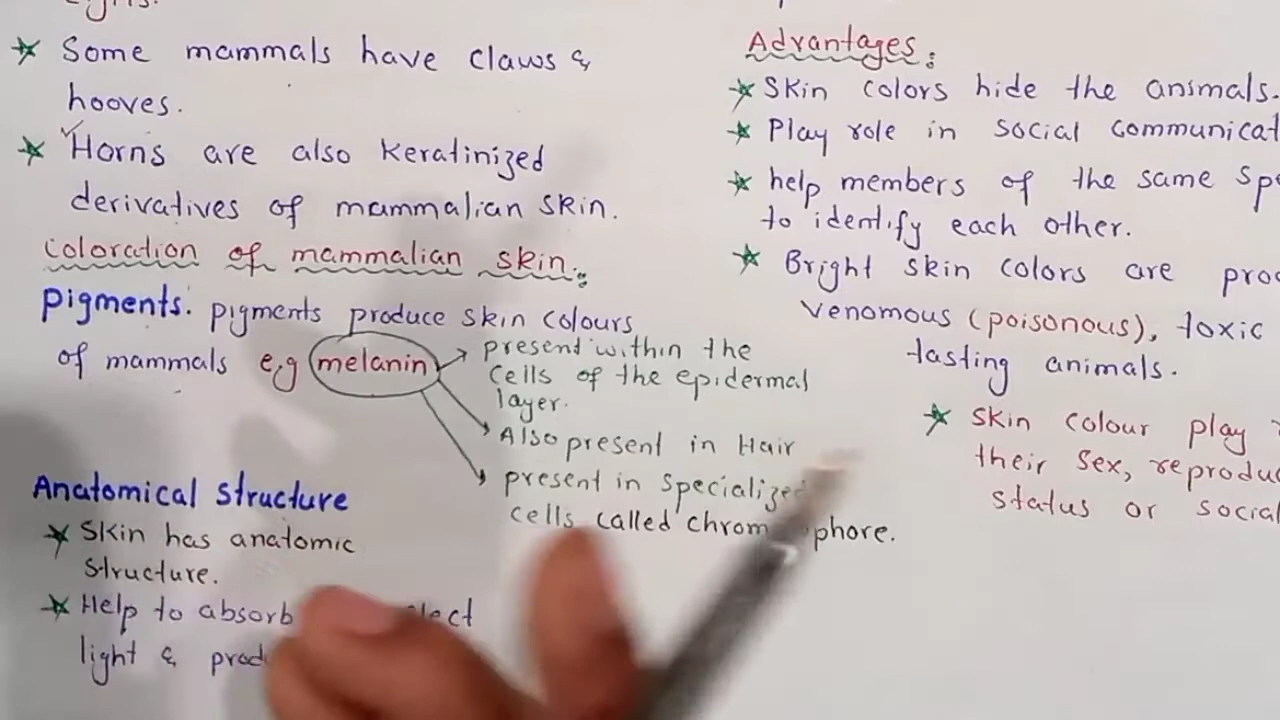 Some mammals have claws &
hooves.
Horns are also keratinized
derivatives of mammalian skin.
Coloration of mammalian skin.
Pigments. pigments produce skin colours
of mammals e.g melanin
present within the
cells of the epidermal
layer.
Also present in Hair
present in specialized
cells called
Anatomical structure
Skin has anatomic
structure.
Help to absorb
light &
Advantages:
Skin colors hide the animals.
Play role in social
help members of the same
to identify each other.
Bright skin colors are
venomous (poisonous), toxic
tasting animals.
Skin colour play
their sex,
status or social